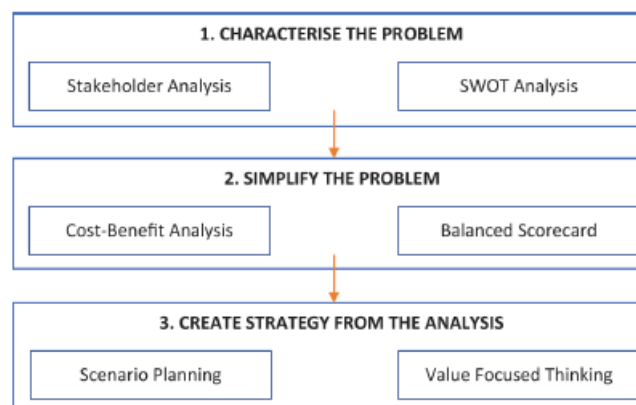 1. CHARACTERISE THE PROBLEM
Stakeholder Analysis
SWOT Analysis
2. SIMPLIFY THE PROBLEM
Cost-Benefit Analysis
Balanced Scorecard
3. CREATE STRATEGY FROM THE ANALYSIS
Scenario Planning
Value Focused Thinking